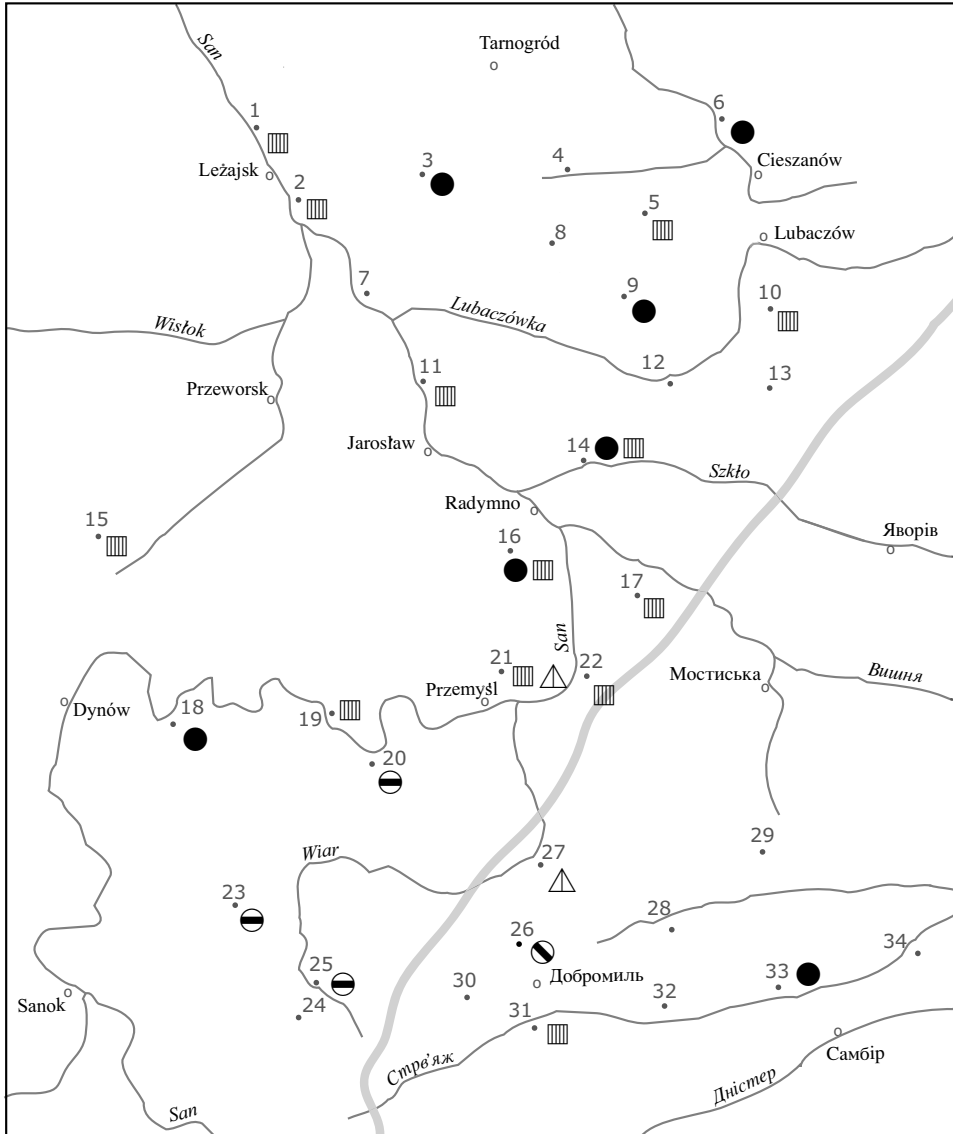 San
Tarnogród
1
6
3
4
Cieszanów
Leżajsk
2
5
8
Lubaczów
7
9
10
Wisłok
Lubaczówka
11
12
13
Przeworsk
Jarosław
14
Szkło
Radymno
15
16
Яворів
17
San
21
22
Przemyśl
Мостиська
Вишня
Dynów
18
19
20
Wiar
27
29
23
28
26
34
25
Добромиль
33
Sanok
24
30
32
31
Стрв'яж
Самбір
Дністер
San